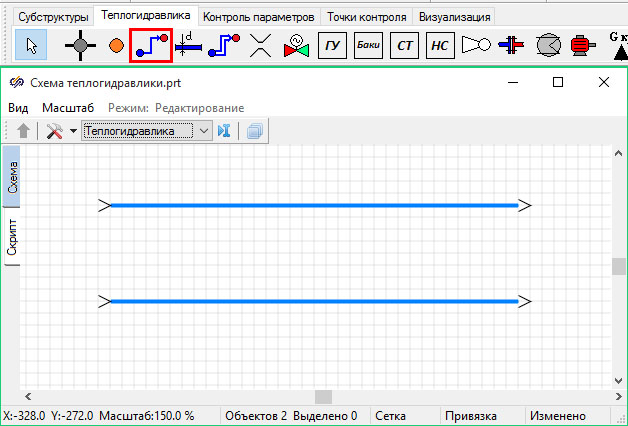 Субструктуры Теплогидравлика Контроль параметров Точки контроля Визуализация
d ГУ Баки СТ НС G к
Схема теплогидравлики.prt
Вид Масштаб Режим: Редактирование
Теплогидравлика
Схема
Скрипт
X:-328.0 Y:-272.0 Масштаб:150.0 % Объектов 2 Выделено 0 Сетка Привязка Изменено